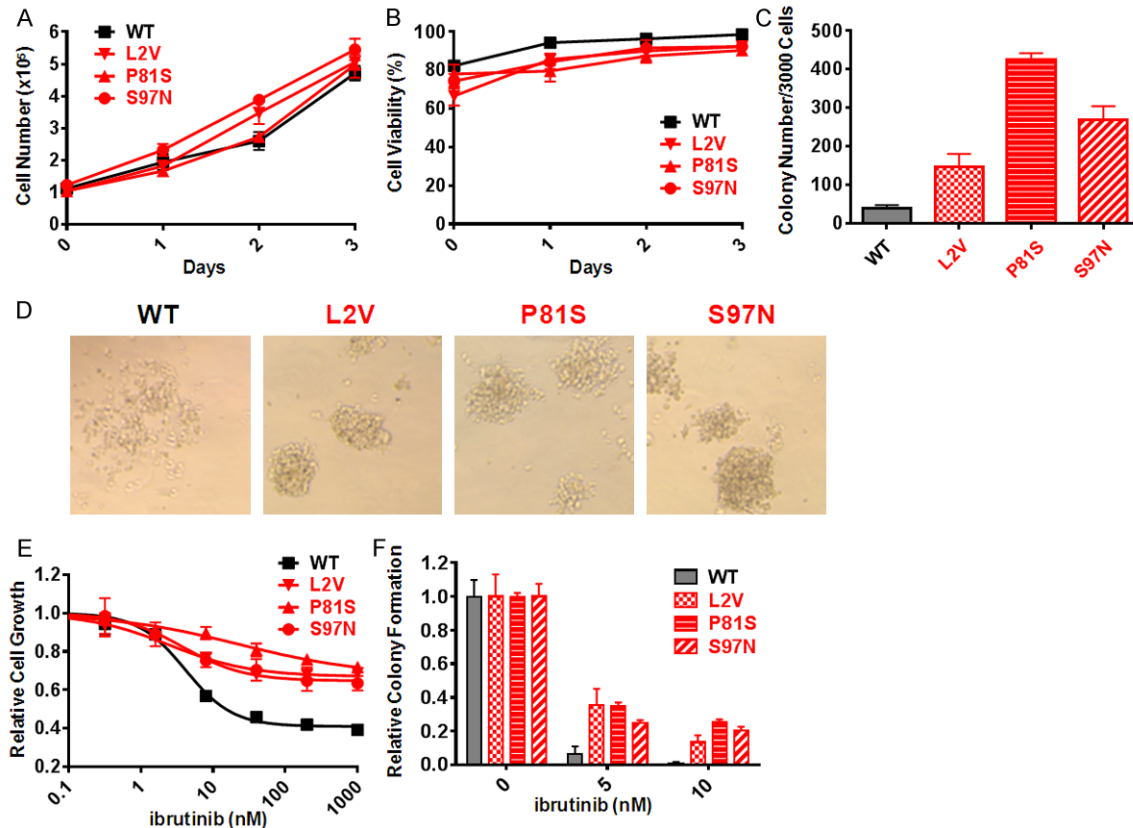 A
Cell Number (x10⁵)
6
5
4
3
2
1
0
0
1
2
3
Days
WT
L2V
P81S
S97N
B
Cell Viability (%)
100
80
60
40
20
0
0
1
2
3
Days
WT
L2V
P81S
S97N
C
Colony Number/3000 Cells
500
400
300
200
100
0
WT
L2V
P81S
S97N
D
WT
L2V
P81S
S97N
E
Relative Cell Growth
1.2
1.0
0.8
0.6
0.4
0.2
0.1
1
10
100
1000
ibrutinib (nM)
WT
L2V
P81S
S97N
F
Relative Colony Formation
1.2
1.0
0.8
0.6
0.4
0.2
0.0
0
5
10
ibrutinib (nM)
WT
L2V
P81S
S97N